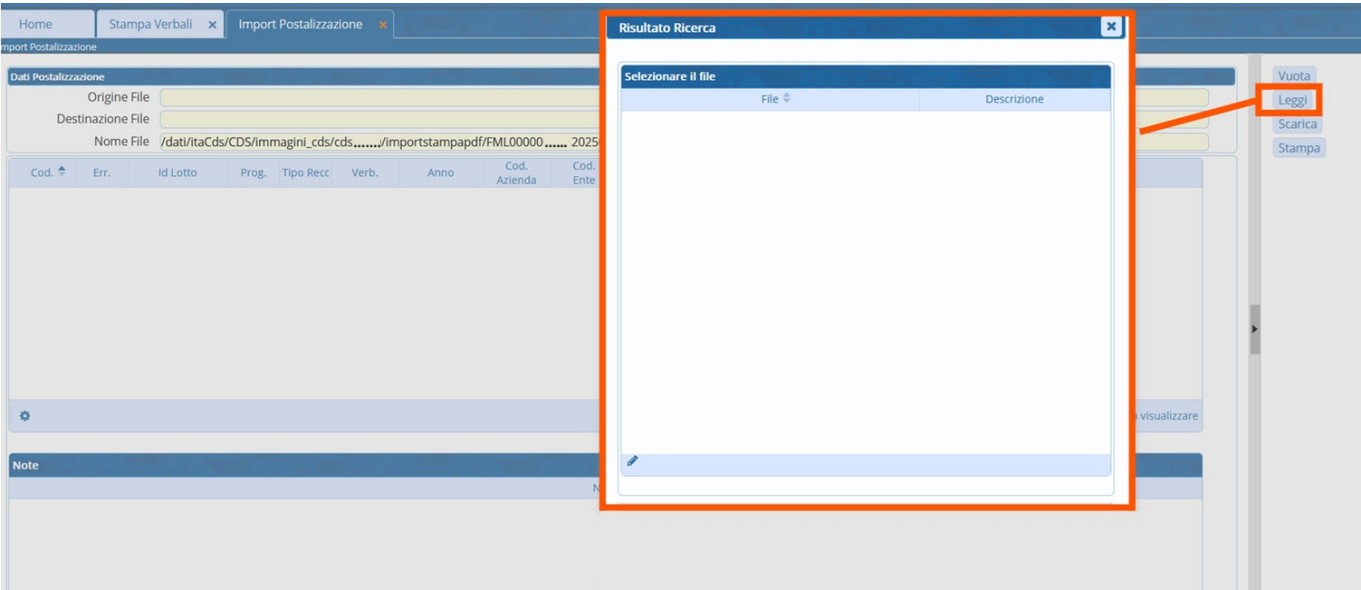 Home
Stampa Verbali
Import Postalizzazione
mport Postalizzazione
Dati Postalizzazione
Origine File
Destinazione File
Nome File /dati/itaCds/CDS/immagini_cds/cds......./importstampapdf/FML00000...... 2025
Cod. Err. Id Lotto Prog. Tipo Recc Verb. Anno Cod. Azienda Cod. Ente
visualizzare
Note
N
Risultato Ricerca
Selezionare il file
File Descrizione
Vuota
Leggi
Scarica
Stampa